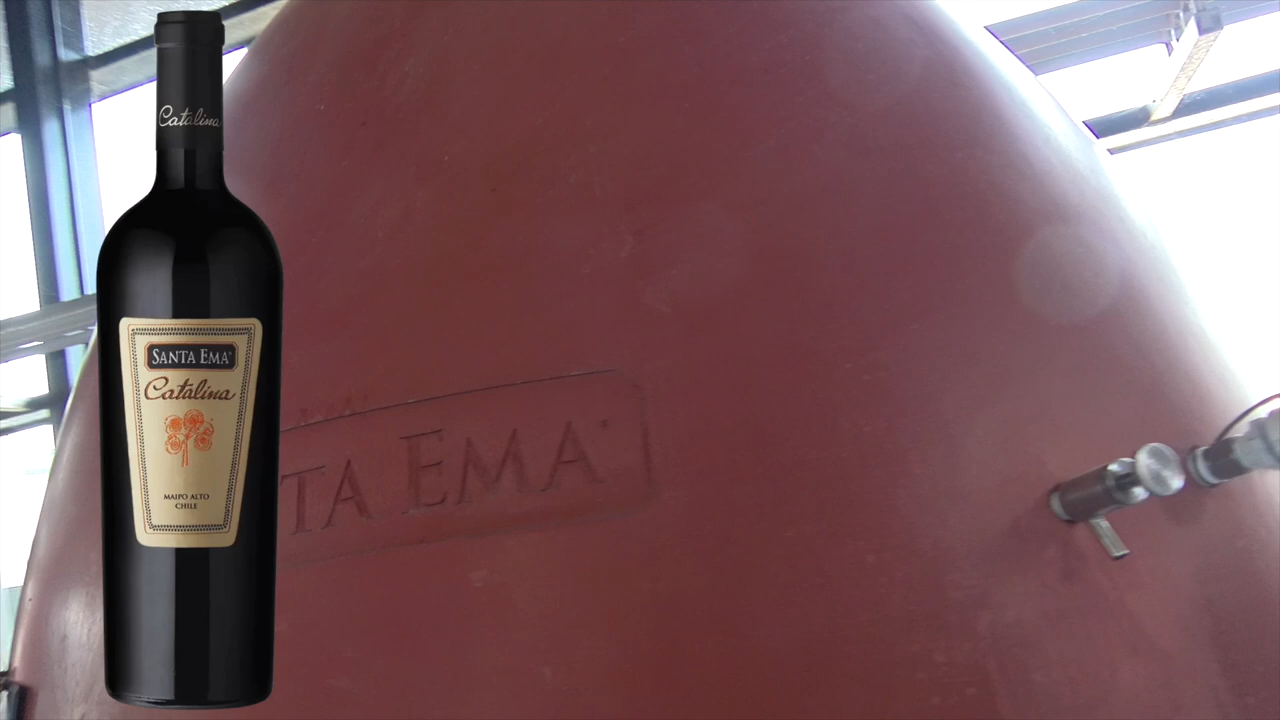 Catalina
SANTA EMA
Catalina
MAIPO ALTO
CHILE
TA EMA